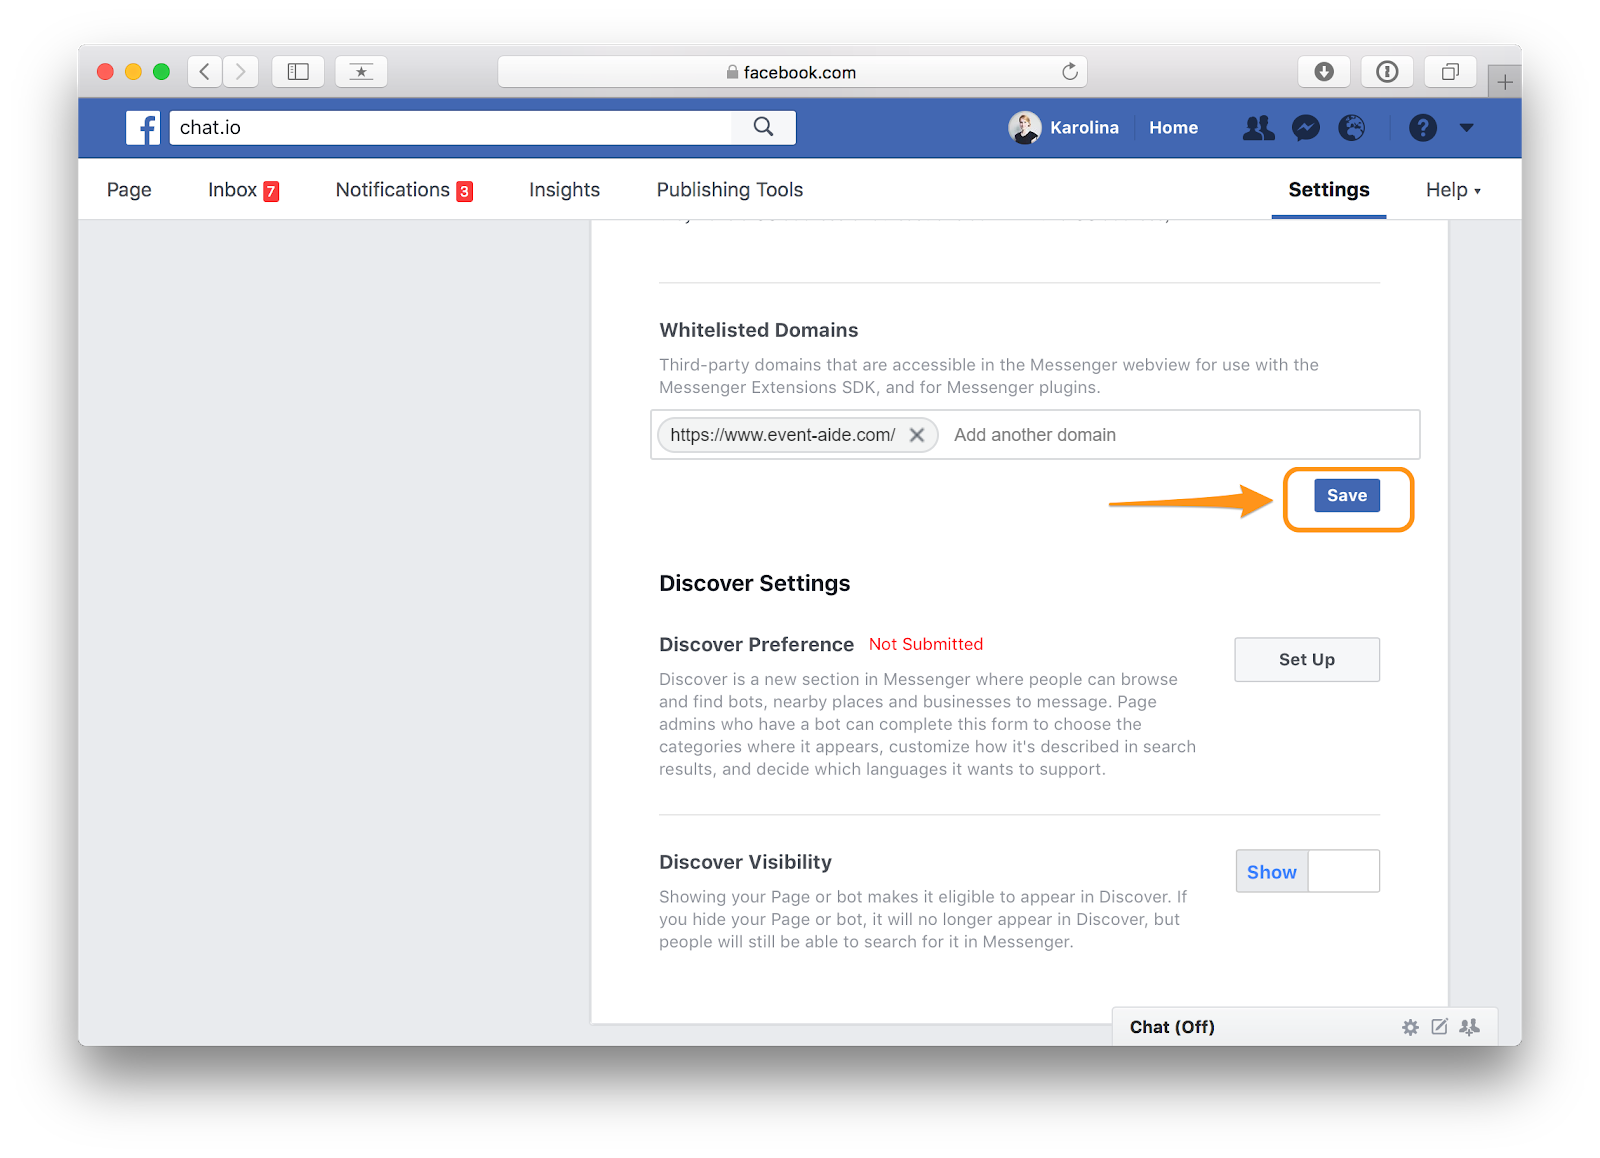 facebook.com
chat.io
Karolina Home
Page Inbox 7 Notifications 3 Insights Publishing Tools Settings Help
Whitelisted Domains
Third-party domains that are accessible in the Messenger webview for use with the
Messenger Extensions SDK, and for Messenger plugins.
https://www.event-aide.com/ Add another domain
Save
Discover Settings
Discover Preference Not Submitted
Set Up
Discover is a new section in Messenger where people can browse
and find bots, nearby places and businesses to message. Page
admins who have a bot can complete this form to choose the
categories where it appears, customize how it's described in search
results, and decide which languages it wants to support.
Discover Visibility
Show
Showing your Page or bot makes it eligible to appear in Discover. If
you hide your Page or bot, it will no longer appear in Discover, but
people will still be able to search for it in Messenger.
Chat (Off)